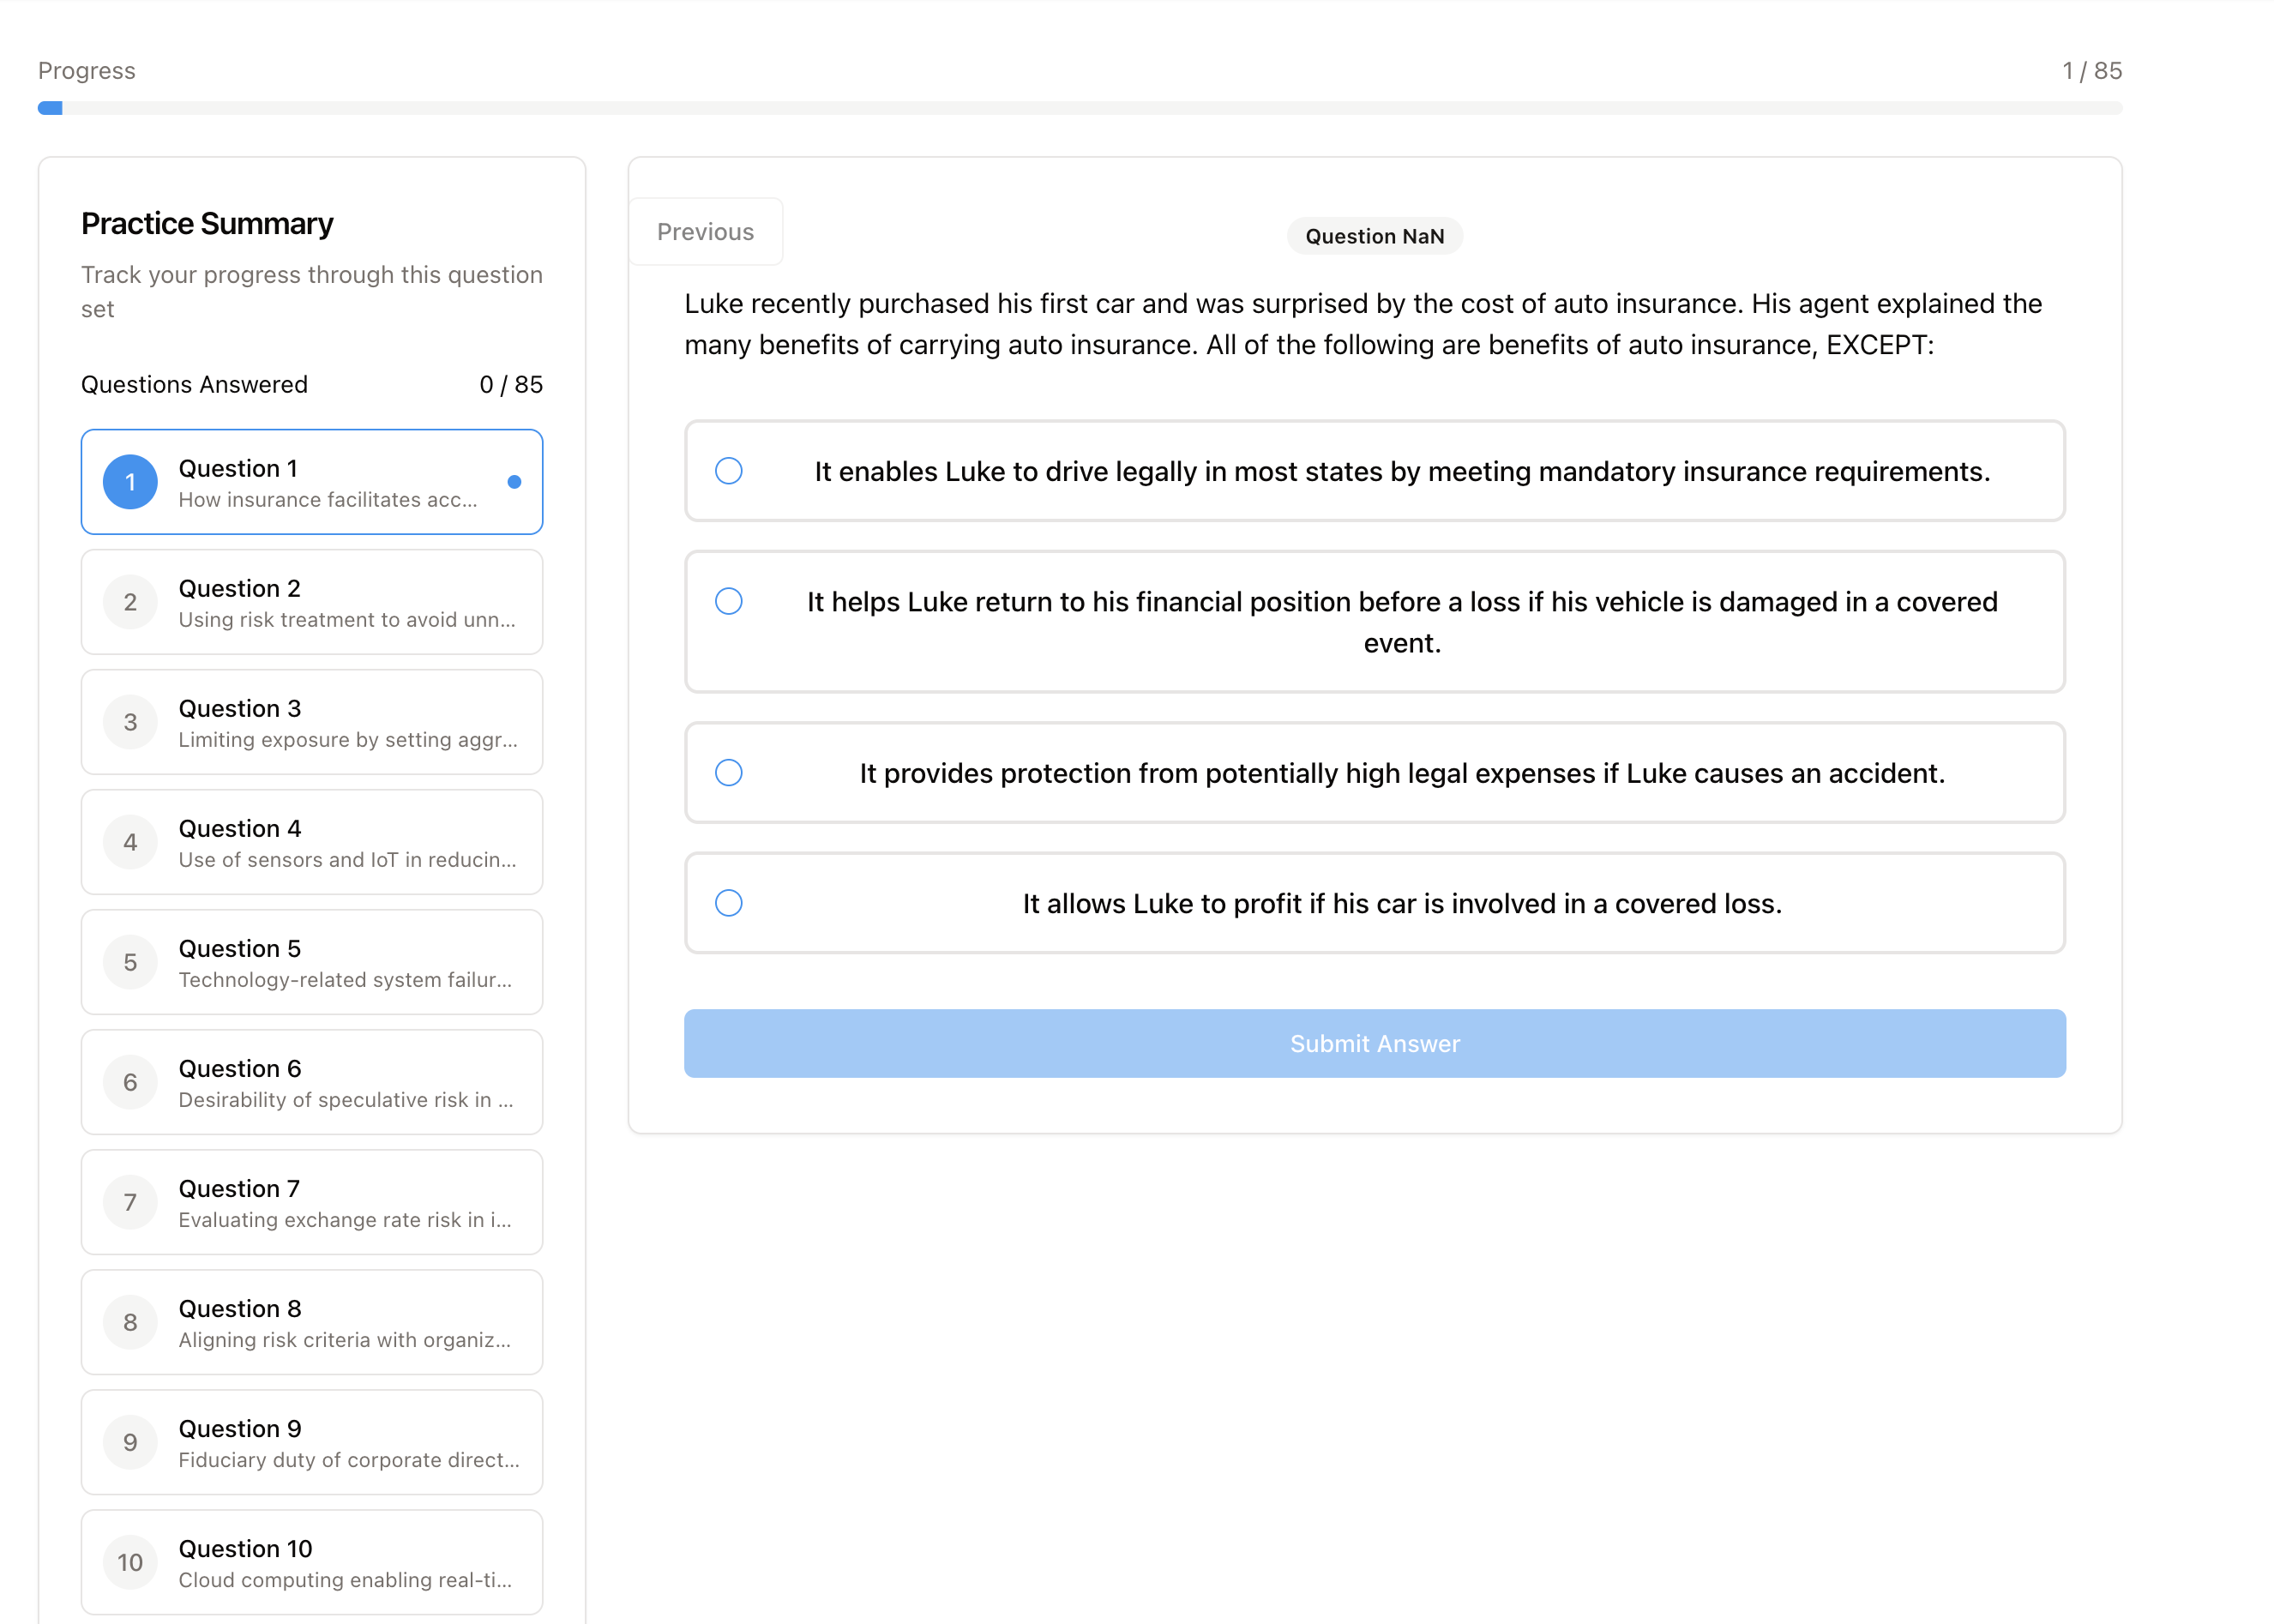 Progress
1 / 85
Practice Summary
Track your progress through this question
set
Questions Answered
0 / 85
1
Question 1
How insurance facilitates acc...
2
Question 2
Using risk treatment to avoid unn...
3
Question 3
Limiting exposure by setting aggr...
4
Question 4
Use of sensors and IoT in reducin...
5
Question 5
Technology-related system failur...
6
Question 6
Desirability of speculative risk in ...
7
Question 7
Evaluating exchange rate risk in i...
8
Question 8
Aligning risk criteria with organiz...
9
Question 9
Fiduciary duty of corporate direct...
10
Question 10
Cloud computing enabling real-ti...
Previous
Question NaN
Luke recently purchased his first car and was surprised by the cost of auto insurance. His agent explained the
many benefits of carrying auto insurance. All of the following are benefits of auto insurance, EXCEPT:
It enables Luke to drive legally in most states by meeting mandatory insurance requirements.
It helps Luke return to his financial position before a loss if his vehicle is damaged in a covered
event.
It provides protection from potentially high legal expenses if Luke causes an accident.
It allows Luke to profit if his car is involved in a covered loss.
Submit Answer